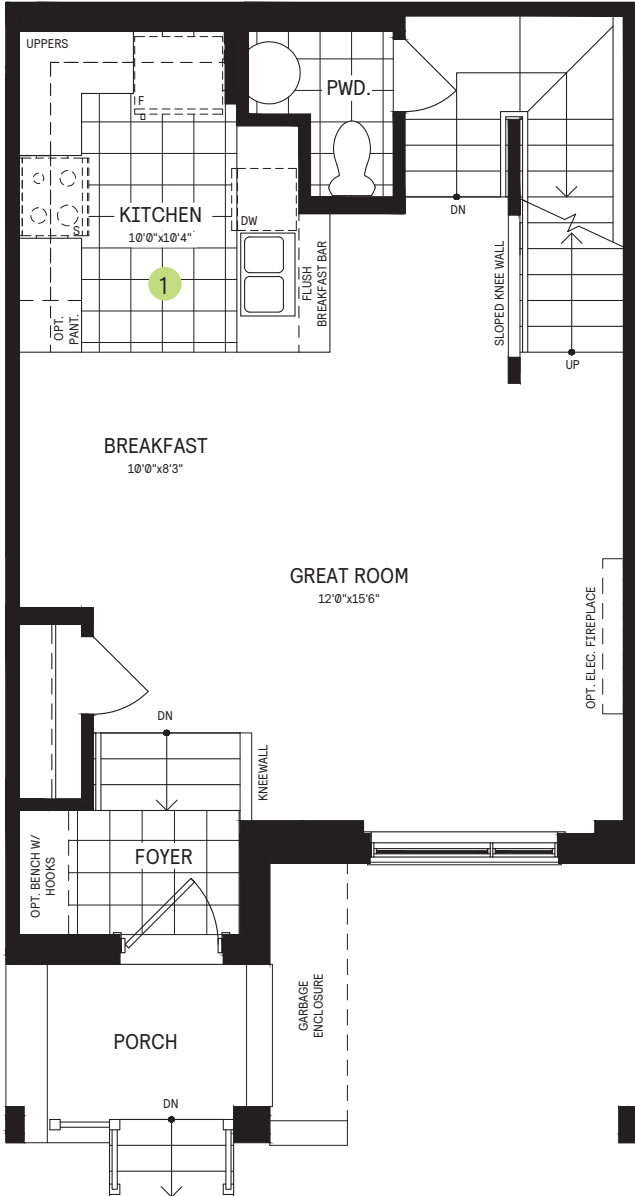 UPPERS
F
PWD.
KITCHEN
10'0"x10'4"
S
DW
1
OPT.
PANT.
FLUSH
BREAKFAST BAR
DN
SLOPED KNEE WALL
UP
BREAKFAST
10'0"x8'3"
GREAT ROOM
12'0"x15'6"
OPT. ELEC. FIREPLACE
DN
KNEEWALL
OPT. BENCH W/
HOOKS
FOYER
GARBAGE
ENCLOSURE
PORCH
DN